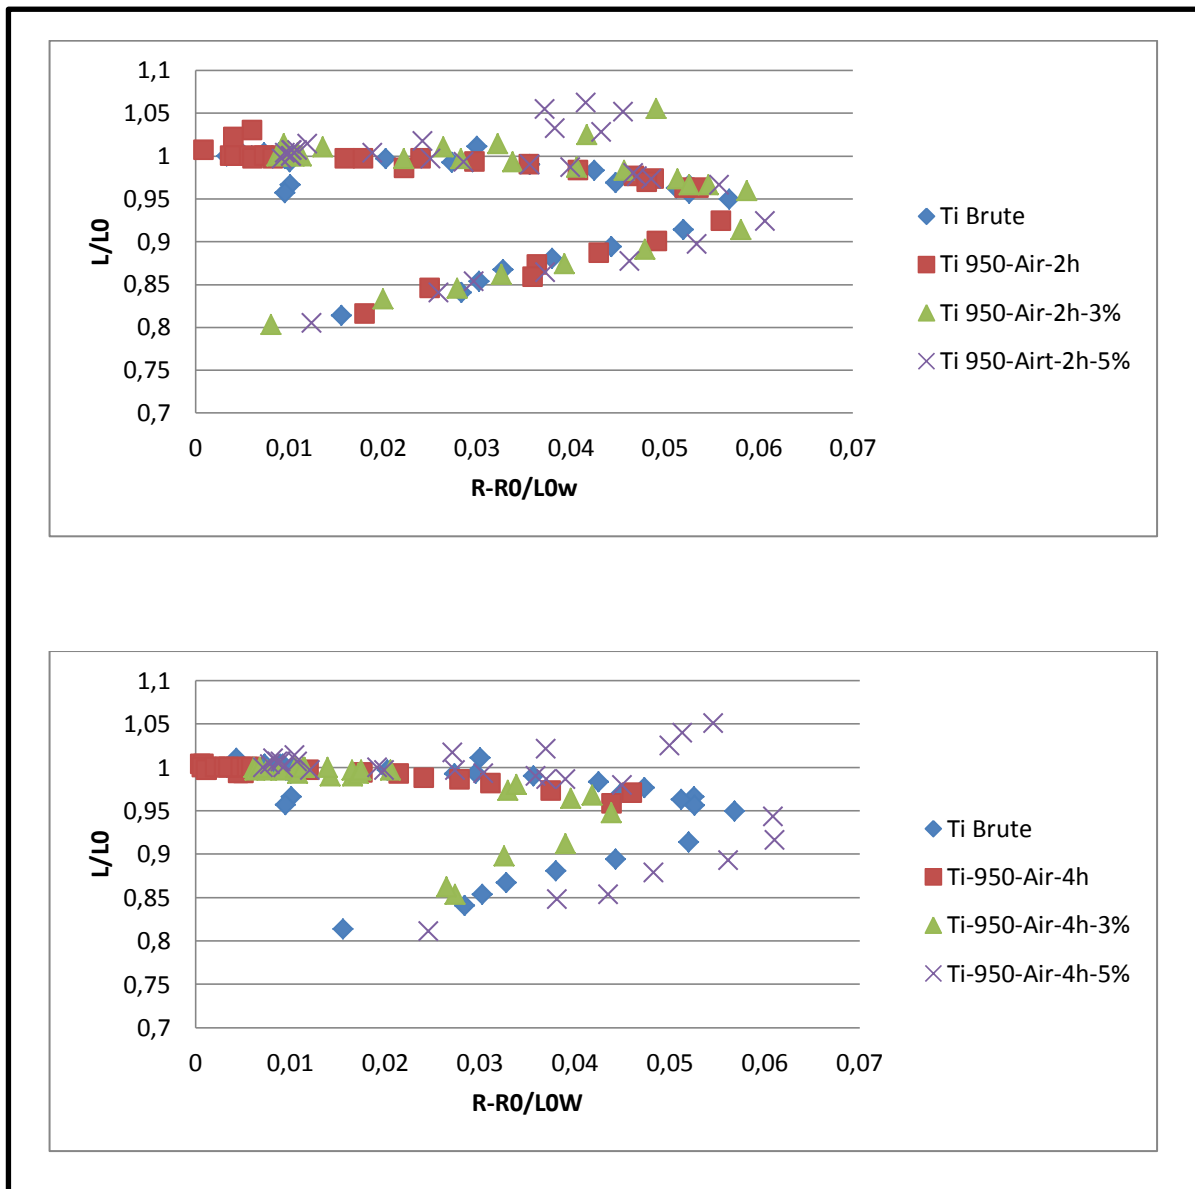 1,1
1,05
1
0,95
0,9
0,85
0,8
0,75
0,7
L/L0
0 0,01 0,02 0,03 0,04 0,05 0,06 0,07
R-R0/L0w
Ti Brute
Ti 950-Air-2h
Ti 950-Air-2h-3%
Ti 950-Airt-2h-5%
1,1
1,05
1
0,95
0,9
0,85
0,8
0,75
0,7
L/L0
0 0,01 0,02 0,03 0,04 0,05 0,06 0,07
R-R0/L0W
Ti Brute
Ti-950-Air-4h
Ti-950-Air-4h-3%
Ti-950-Air-4h-5%